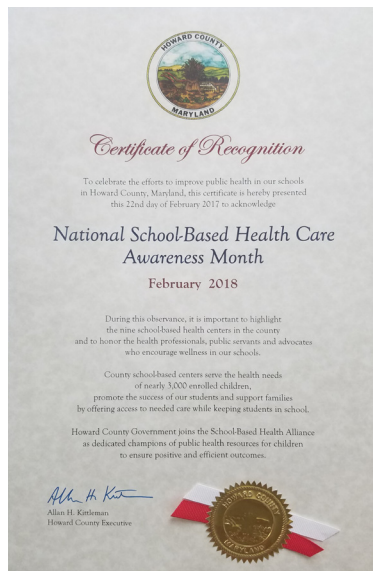 HOWARD COUNTY
MARYLAND
Certificate of Recognition
To celebrate the efforts to improve public health in our schools
in Howard County, Maryland, this certificate is hereby presented
this 22nd day of February 2017 to acknowledge
National School-Based Health Care
Awareness Month
February 2018
During this observance, it is important to highlight
the nine school-based health centers in the county
and to honor the health professionals, public servants and advocates
who encourage wellness in our schools.
County school-based centers serve the health needs
of nearly 3,000 enrolled children,
promote the success of our students and support families
by offering access to needed care while keeping students in school.
Howard County Government joins the School-Based Health Alliance
as dedicated champions of public health resources for children
to ensure positive and efficient outcomes.
Allan H. Kittleman
Howard County Executive
HOWARD COUNTY
MARYLAND